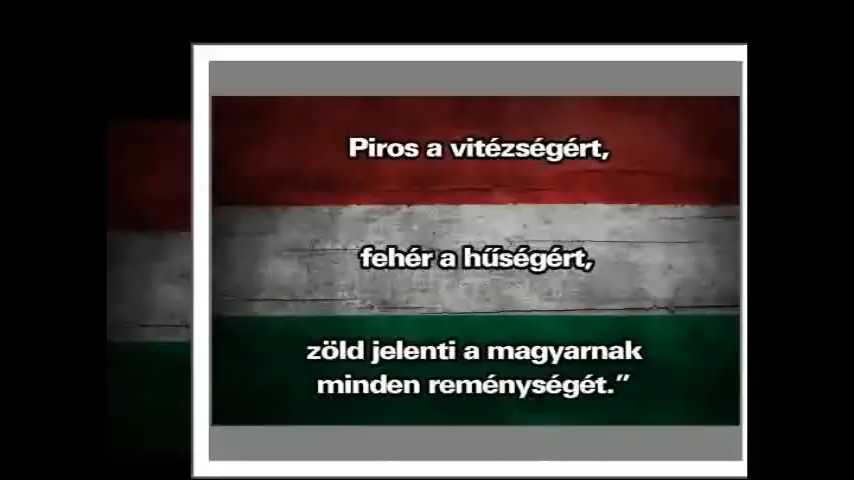 Piros a vitézségért,
fehér a hűségért,
zöld jelenti a magyarnak
minden reménységét.”